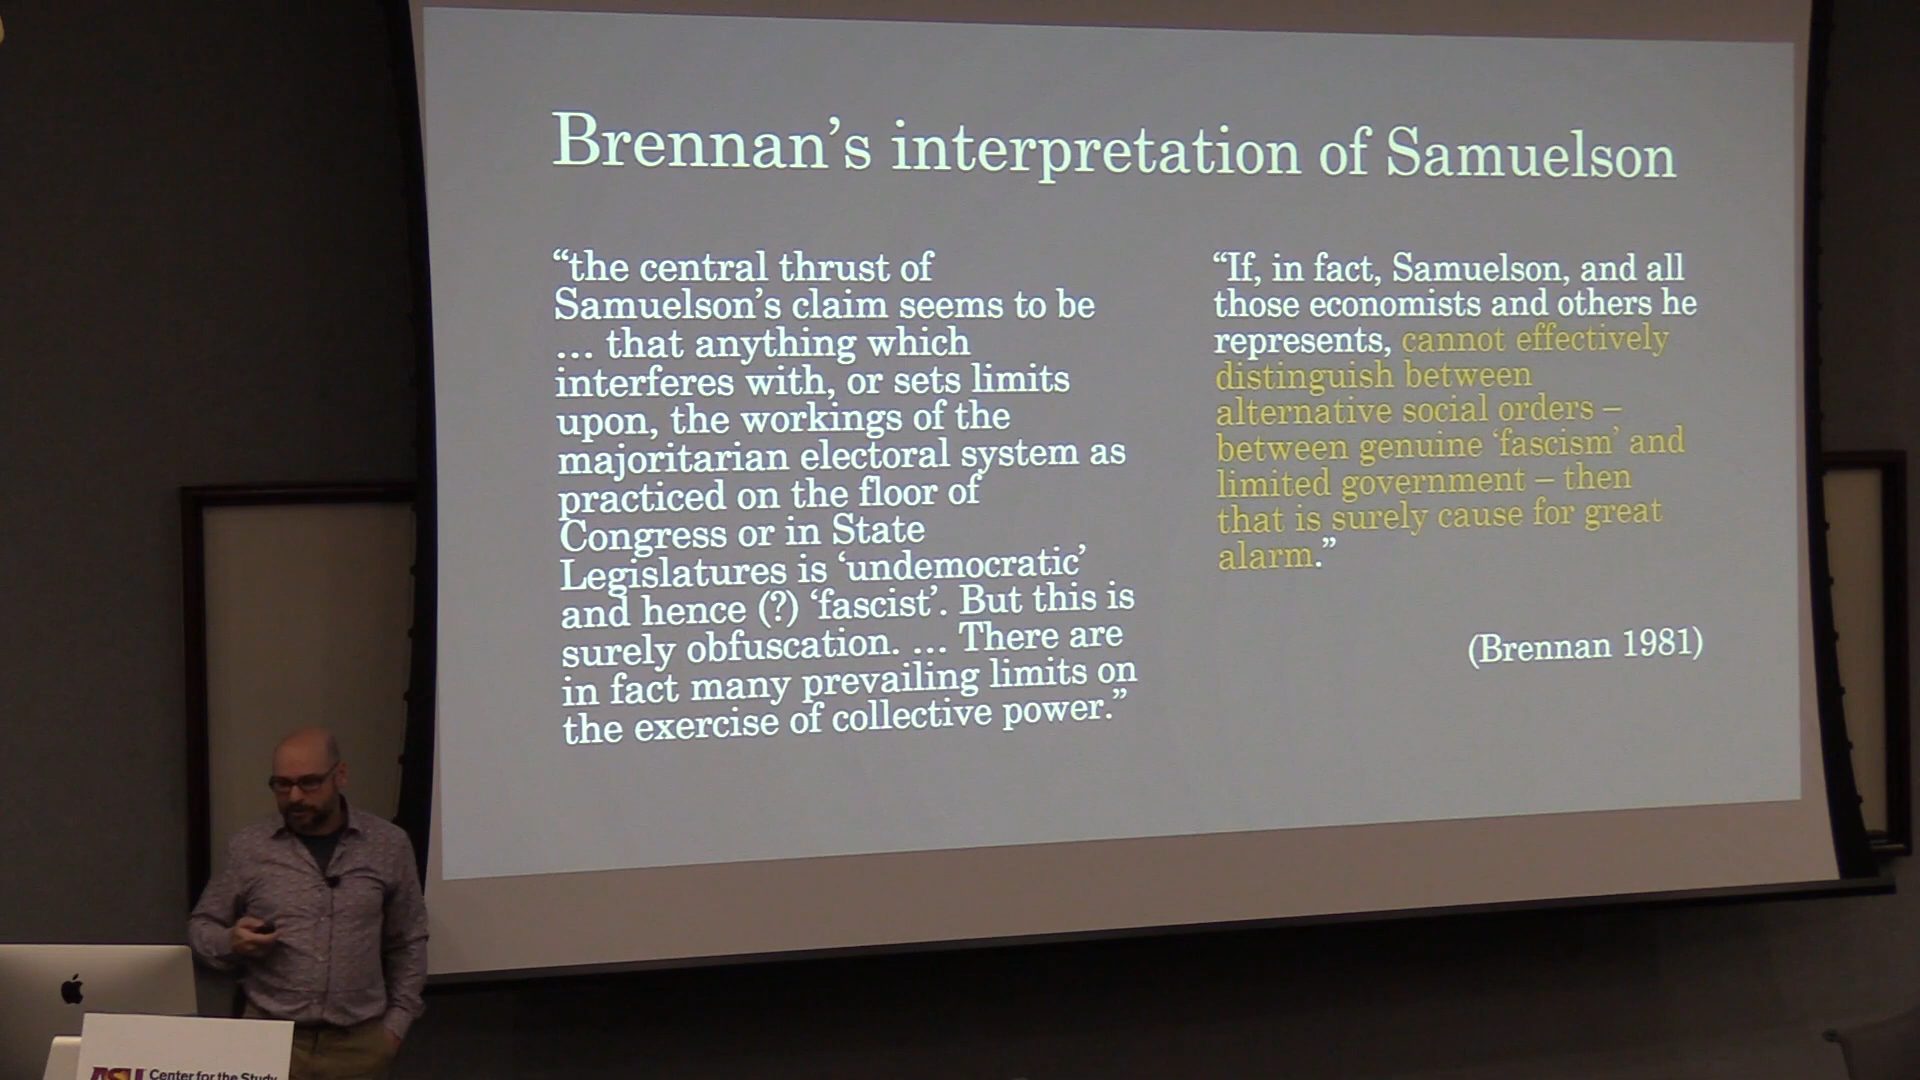 Brennan’s interpretation of Samuelson
“the central thrust of
Samuelson’s claim seems to be
… that anything which
interferes with, or sets limits
upon, the workings of the
majoritarian electoral system as
practiced on the floor of
Congress or in State
Legislatures is ‘undemocratic’
and hence (?) ‘fascist’. But this is
surely obfuscation. … There are
in fact many prevailing limits on
the exercise of collective power.”
“If, in fact, Samuelson, and all
those economists and others he
represents, cannot effectively
distinguish between
alternative social orders –
between genuine ‘fascism’ and
limited government – then
that is surely cause for great
alarm.”
(Brennan 1981)
ASU Center for the Study